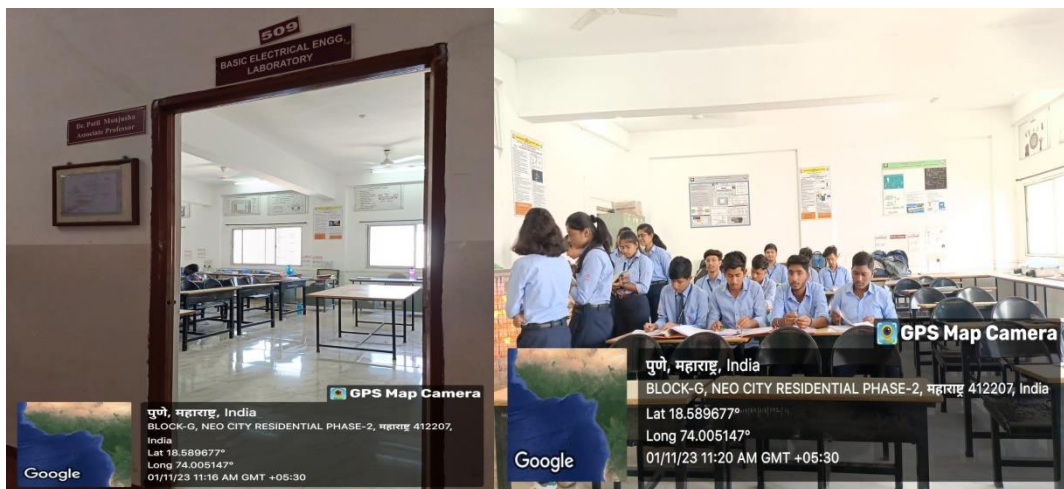 509
BASIC ELECTRICAL ENGG.
LABORATORY
Dr. Patil Manjusha
Associate Professor
GPS Map Camera
पुणे, महाराष्ट्र, India
BLOCK-G, NEO CITY RESIDENTIAL PHASE-2, महाराष्ट्र 412207,
India
Lat 18.589677°
Long 74.005147°
01/11/23 11:16 AM GMT +05:30
Google
GPS Map Camera
पुणे, महाराष्ट्र, India
BLOCK-G, NEO CITY RESIDENTIAL PHASE-2, महाराष्ट्र 412207, India
Lat 18.589677°
Long 74.005147°
01/11/23 11:20 AM GMT +05:30
Google